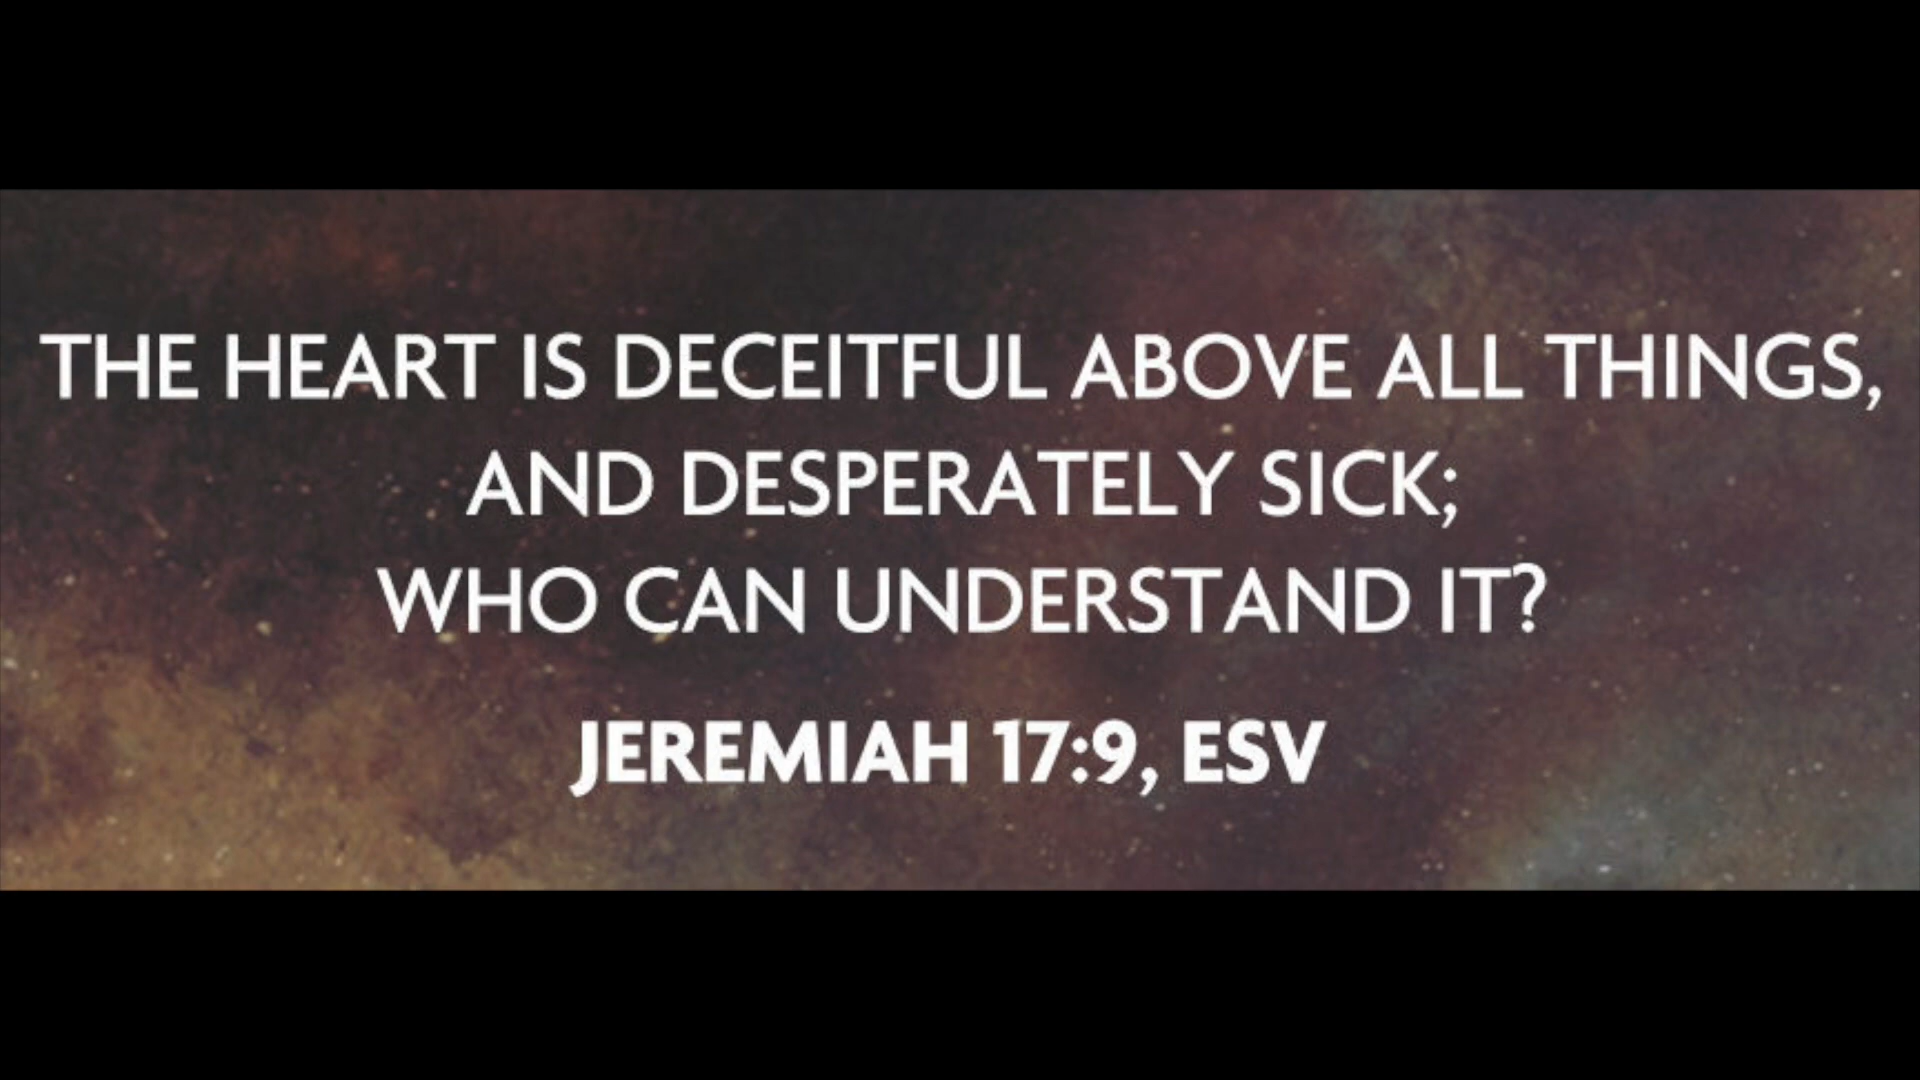 THE HEART IS DECEITFUL ABOVE ALL THINGS,
AND DESPERATELY SICK;
WHO CAN UNDERSTAND IT?
JEREMIAH 17:9, ESV